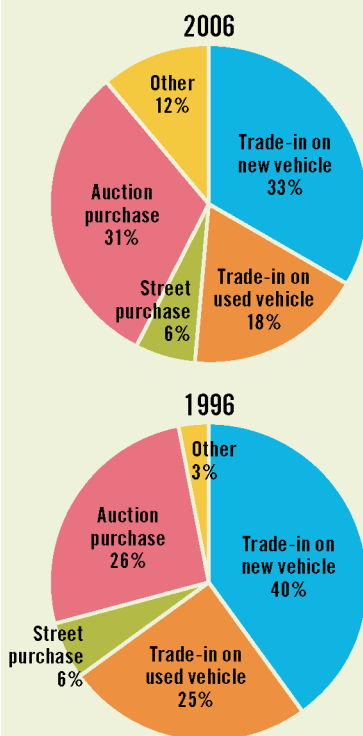 2006
Other
12%
Trade-in on
new vehicle
33%
Auction
purchase
31%
Trade-in on
used vehicle
18%
Street
purchase
6%
1996
Other
3%
Trade-in on
new vehicle
40%
Auction
purchase
26%
Street
purchase
6%
Trade-in on
used vehicle
25%